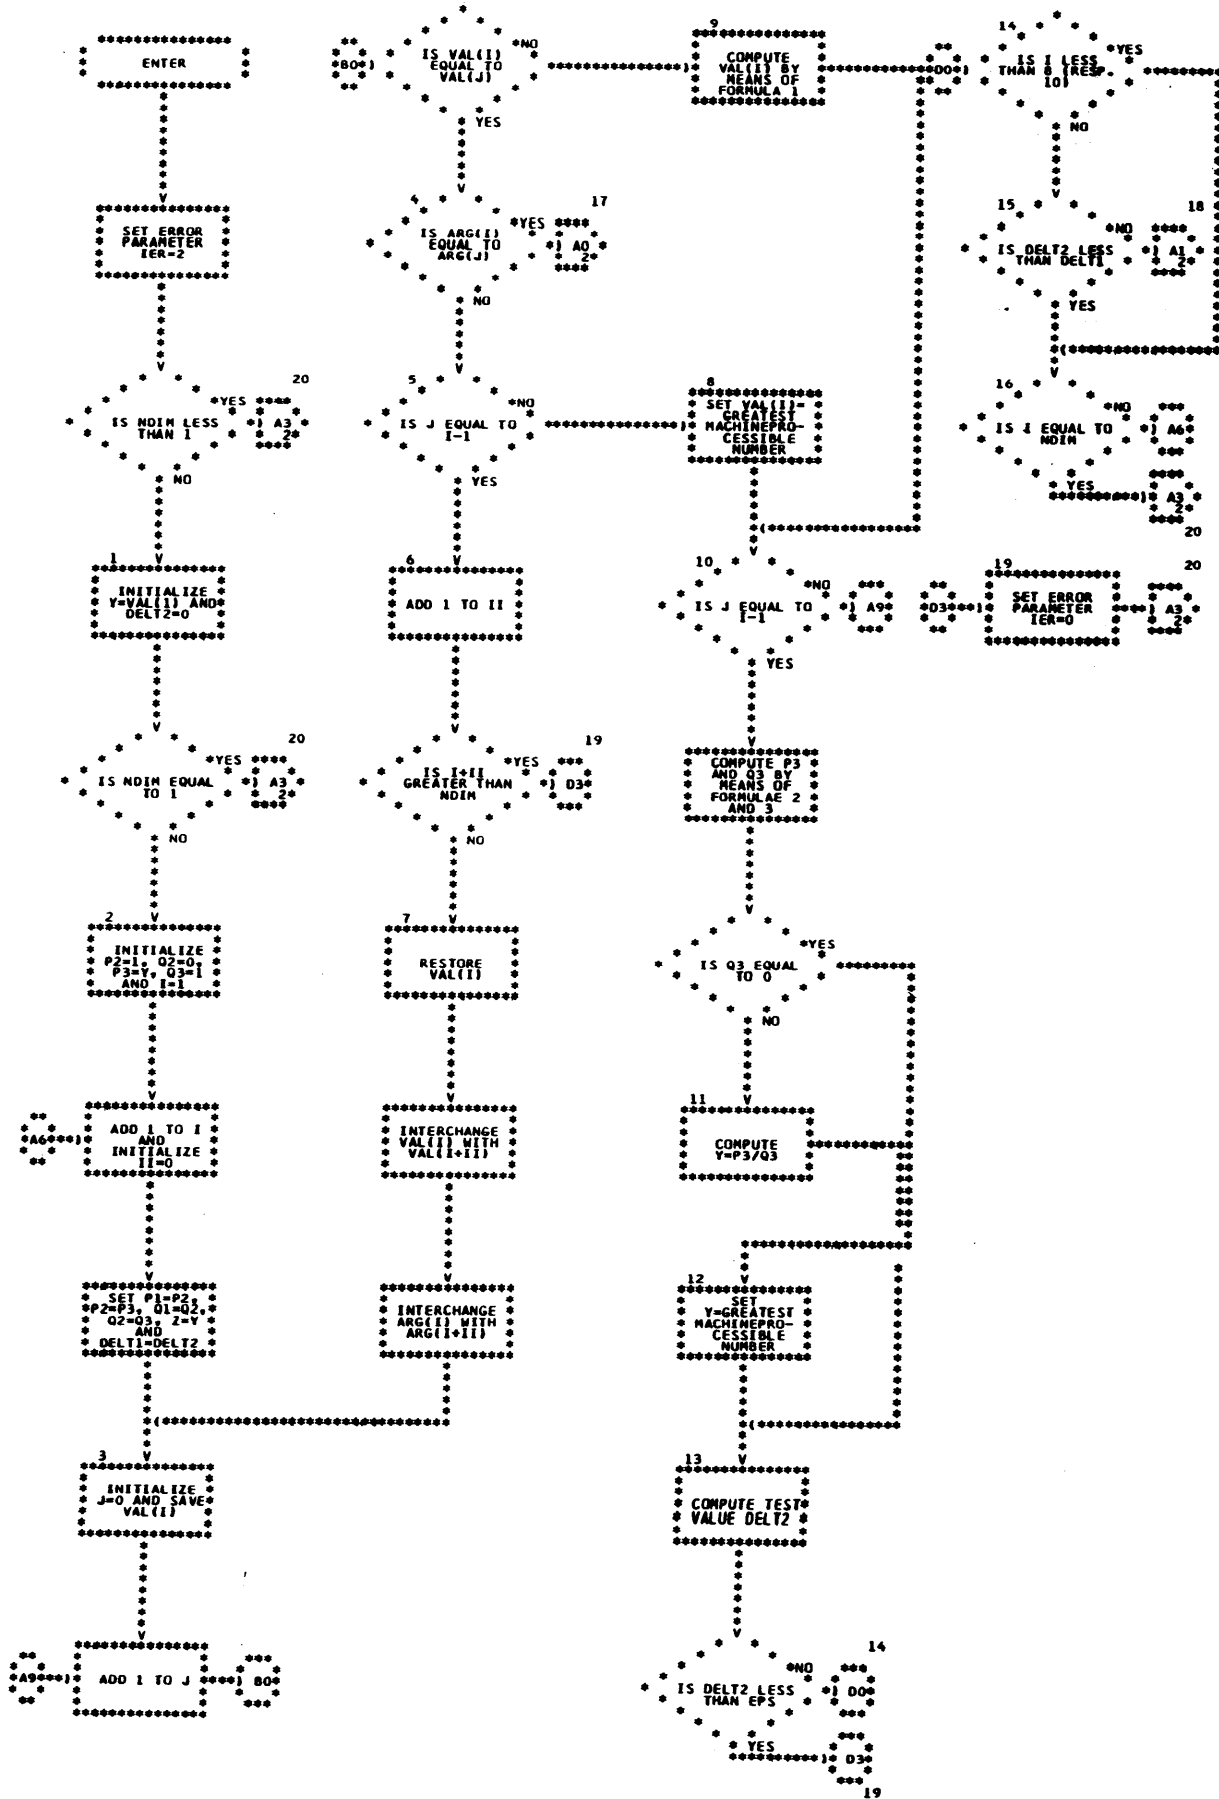 ENTER
SET ERROR
PARAMETER
IER=2
IS NDIM LESS
THAN 1
YES
20
A3
2
NO
1
INITIALIZE
Y=VAL(1) AND
DELT2=0
IS NDIM EQUAL
TO 1
YES
20
A3
2
NO
2
INITIALIZE
P2=1, Q2=0,
P3=Y, Q3=1
AND I=1
A6
ADD 1 TO I
AND
INITIALIZE
II=0
SET P1=P2,
P2=P3, Q1=Q2,
Q2=Q3, Z=Y
AND
DELT1=DELT2
3
INITIALIZE
J=0 AND SAVE
VAL(I)
A9
ADD 1 TO J
B0
B0
IS VAL(I)
EQUAL TO
VAL(J)
NO
YES
4
IS ARG(I)
EQUAL TO
ARG(J)
YES
17
A0
2
NO
5
IS J EQUAL TO
I-1
NO
YES
6
ADD 1 TO II
IS I+II
GREATER THAN
NDIM
YES
19
D3
NO
7
RESTORE
VAL(I)
INTERCHANGE
VAL(I) WITH
VAL(I+II)
INTERCHANGE
ARG(I) WITH
ARG(I+II)
9
COMPUTE
VAL(I) BY
MEANS OF
FORMULA 1
8
SET VAL(I)=
GREATEST
MACHINEPRO-
CESSIBLE
NUMBER
10
IS J EQUAL TO
I-1
NO
A9
YES
COMPUTE P3
AND Q3 BY
MEANS OF
FORMULAE 2
AND 3
IS Q3 EQUAL
TO 0
YES
NO
11
COMPUTE
Y=P3/Q3
12
SET
Y=GREATEST
MACHINEPRO-
CESSIBLE
NUMBER
13
COMPUTE TEST
VALUE DELT2
IS DELT2 LESS
THAN EPS
NO
14
D0
YES
D3
19
D0
14
IS I LESS
THAN 8 (RESP.
10)
YES
NO
15
IS DELT2 LESS
THAN DELT1
NO
18
A1
2
YES
16
IS I EQUAL TO
NDIM
NO
A6
YES
A3
2
20
D3
19
SET ERROR
PARAMETER
IER=0
20
A3
2